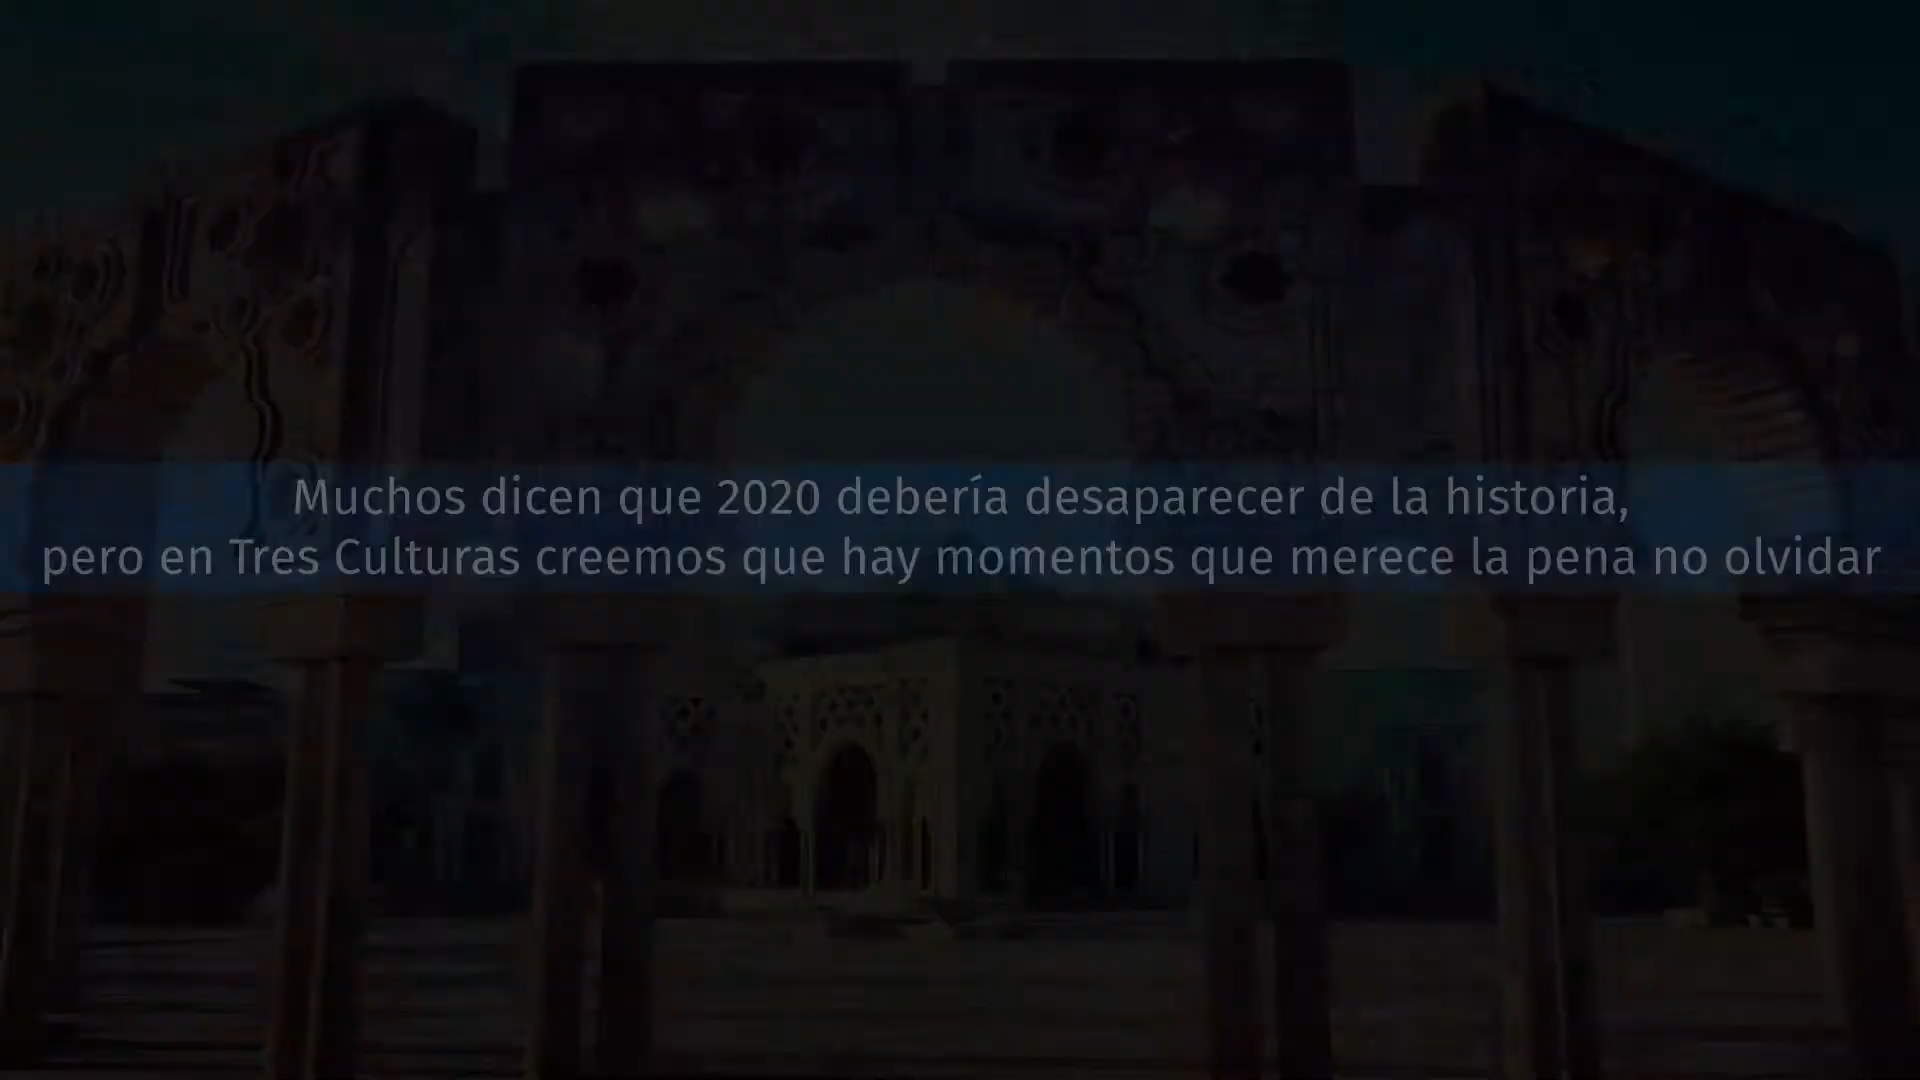 Muchos dicen que 2020 debería desaparecer de la historia,
pero en Tres Culturas creemos que hay momentos que merece la pena no olvidar